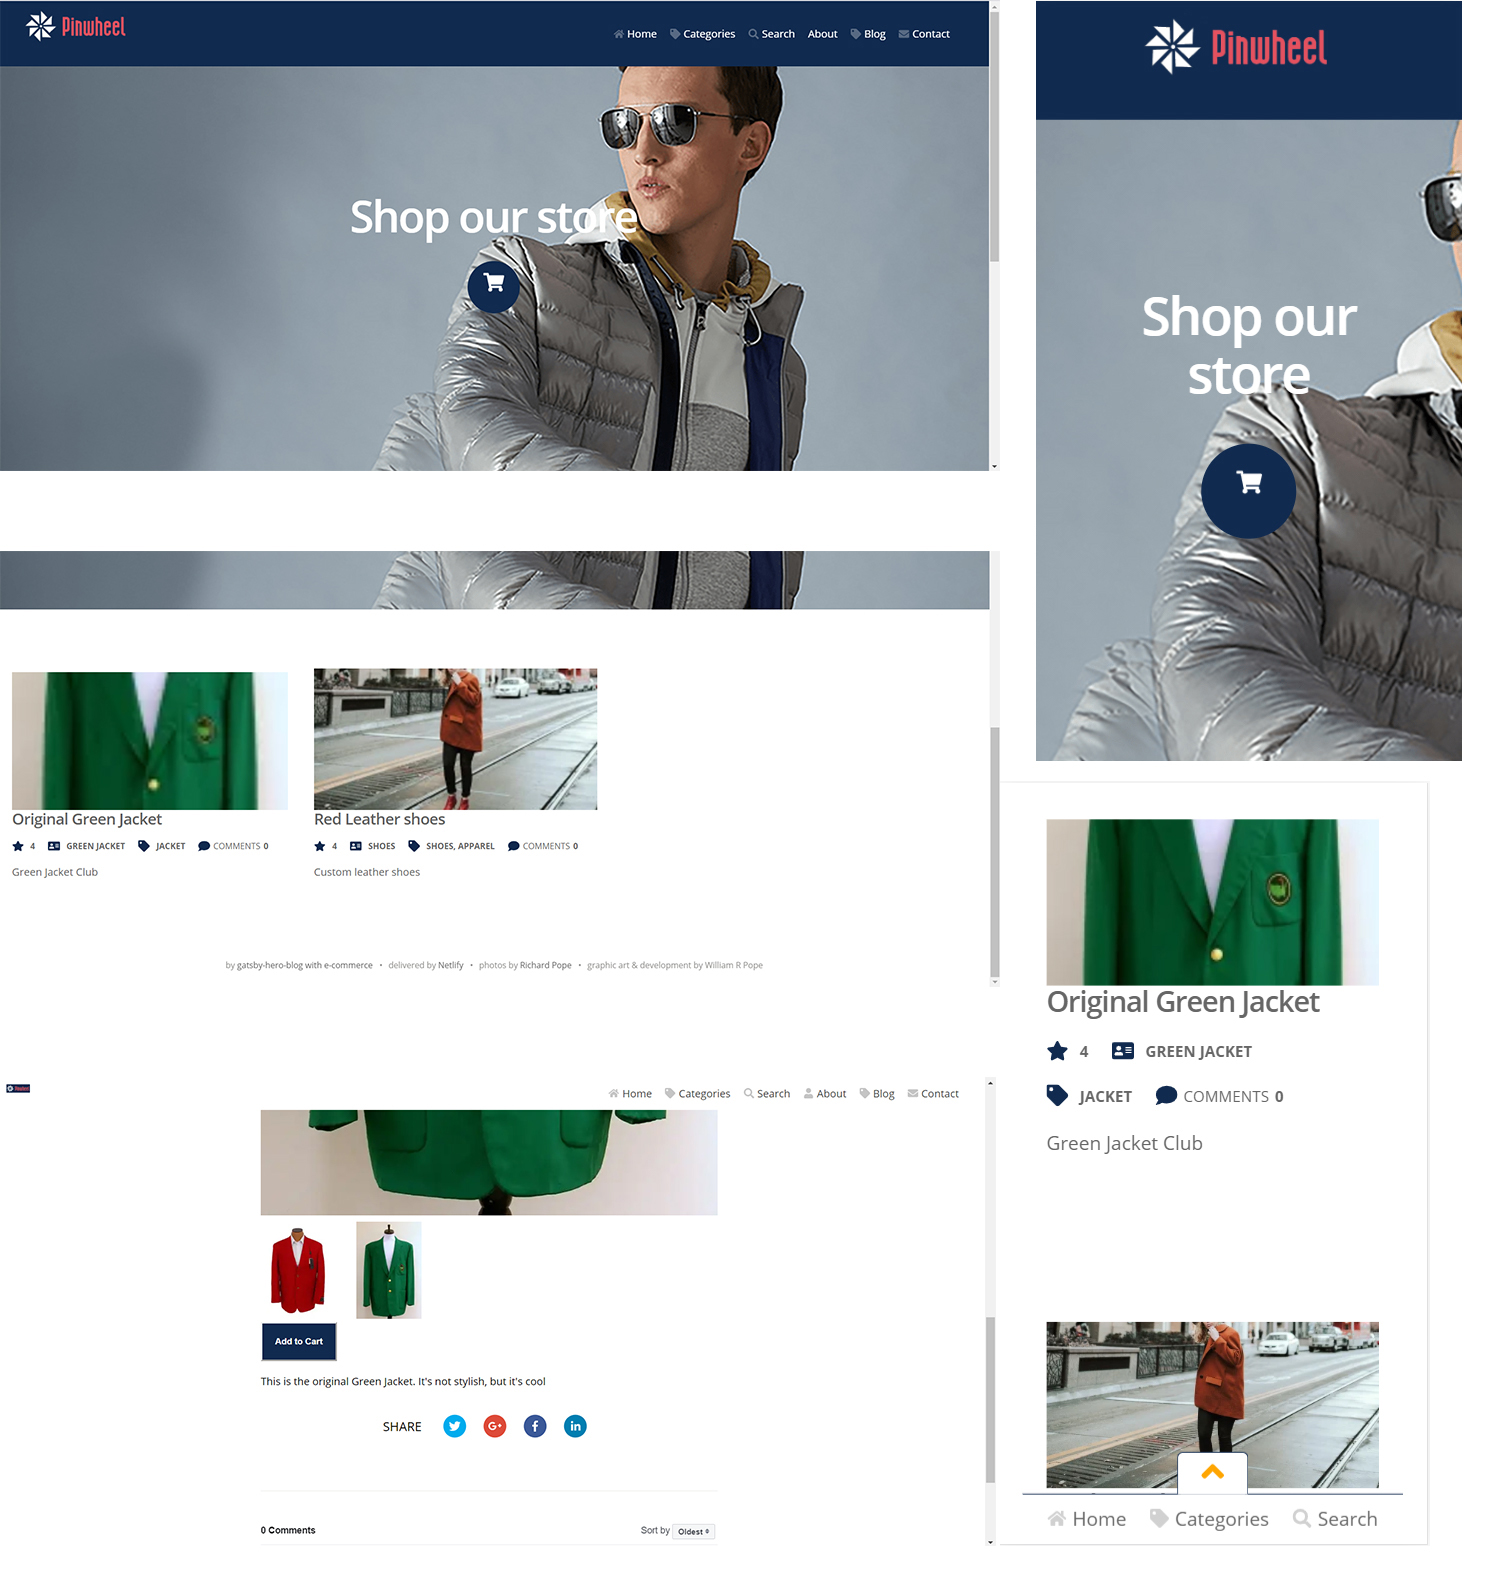 Pinwheel
Home Categories Search About Blog Contact
Shop our store
Original Green Jacket
4 GREEN JACKET JACKET COMMENTS 0
Green Jacket Club
Red Leather shoes
4 SHOES SHOES, APPAREL COMMENTS 0
Custom leather shoes
by gatsby-hero-blog with e-commerce • delivered by Netlify • photos by Richard Pope • graphic art & development by William R Pope
Home Categories Search About Blog Contact
Add to Cart
This is the original Green Jacket. It's not stylish, but it's cool
SHARE
0 Comments
Sort by Oldest
Pinwheel
Shop our
store
Original Green Jacket
4 GREEN JACKET
JACKET COMMENTS 0
Green Jacket Club
Home Categories Search